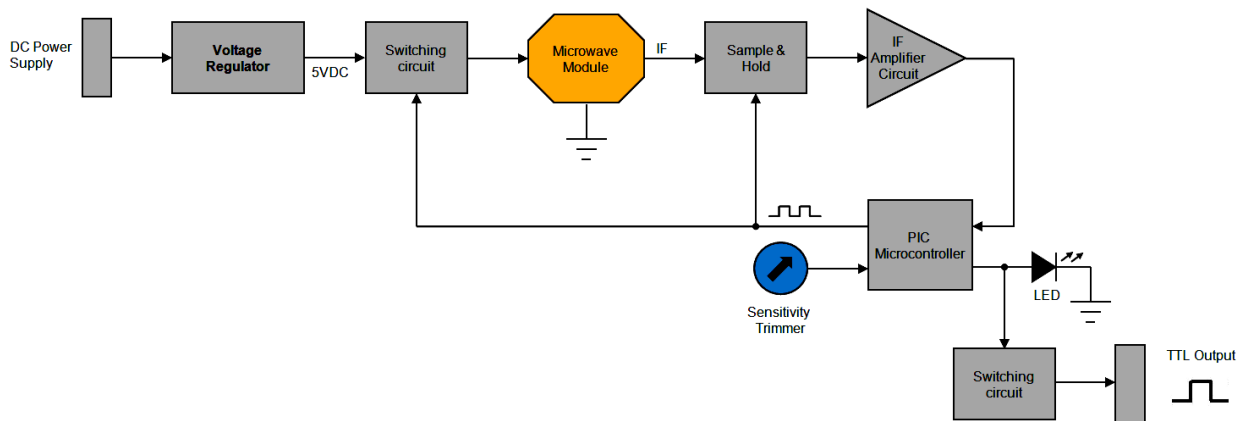 DC Power
Supply
Voltage
Regulator
5VDC
Switching
circuit
Microwave
Module
IF
Sample &
Hold
IF
Amplifier
Circuit
PIC
Microcontroller
Sensitivity
Trimmer
LED
Switching
circuit
TTL Output